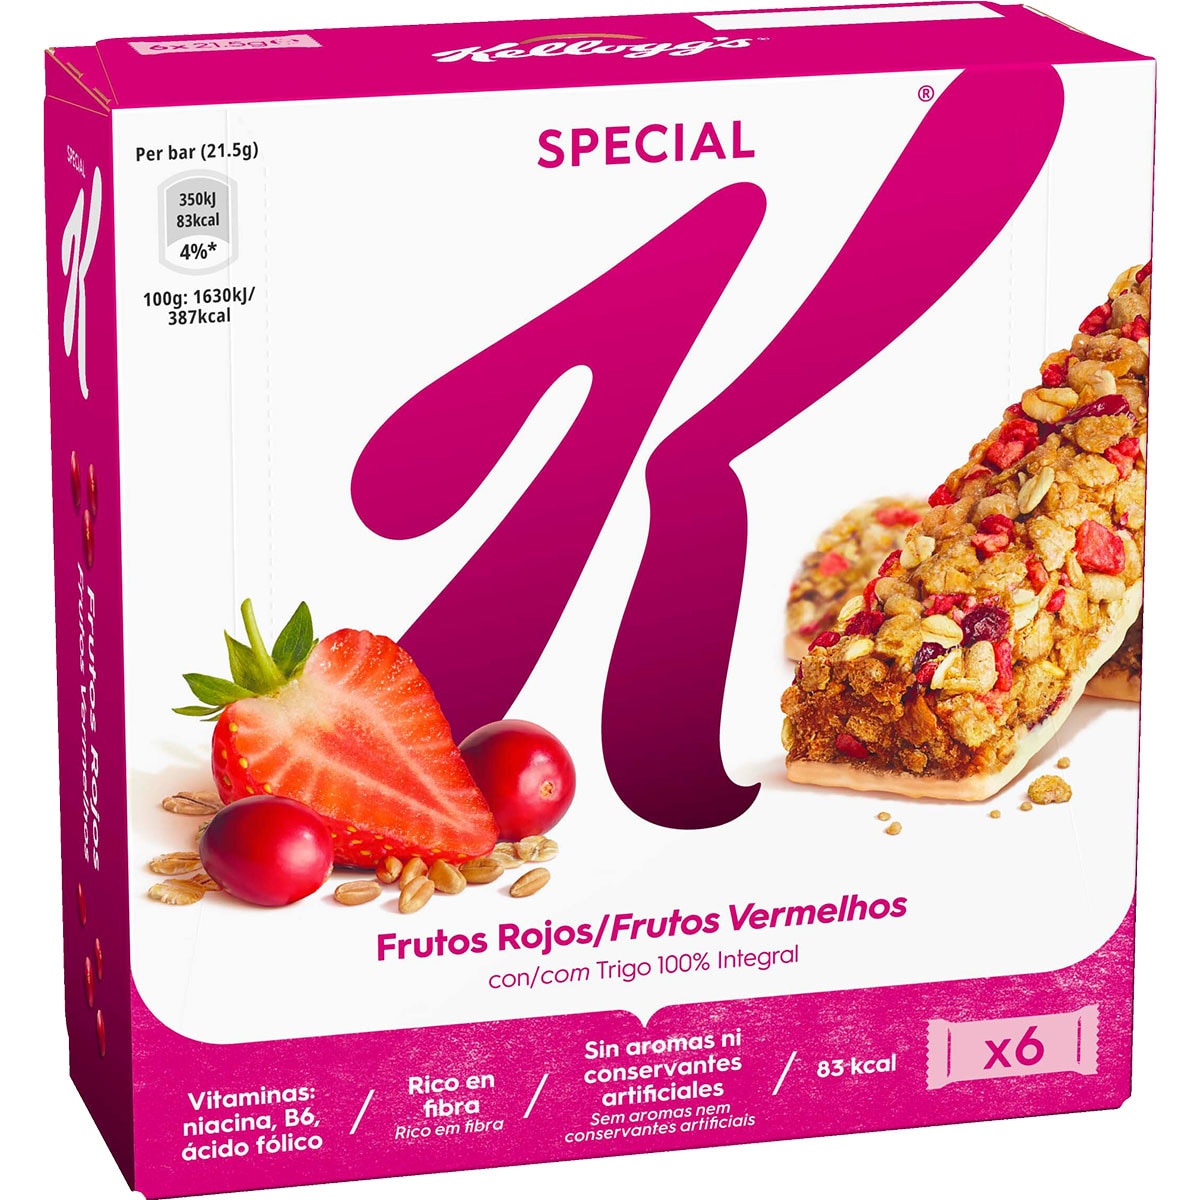 6x21.5g e
Kellogg's
SPECIAL
K®
Per bar (21.5g)
350kJ
83kcal
4%*
100g: 1630kJ/
387kcal
SPECIAL
K
Frutos Rojos
Frutos Vermelhos
Frutos Rojos/Frutos Vermelhos
con/com Trigo 100% Integral
Vitaminas:
niacina, B6,
ácido fólico
/
Rico en
fibra
Rico em fibra
/
Sin aromas ni
conservantes
artificiales
Sem aromas nem
conservantes artificiais
/
83 kcal
x6